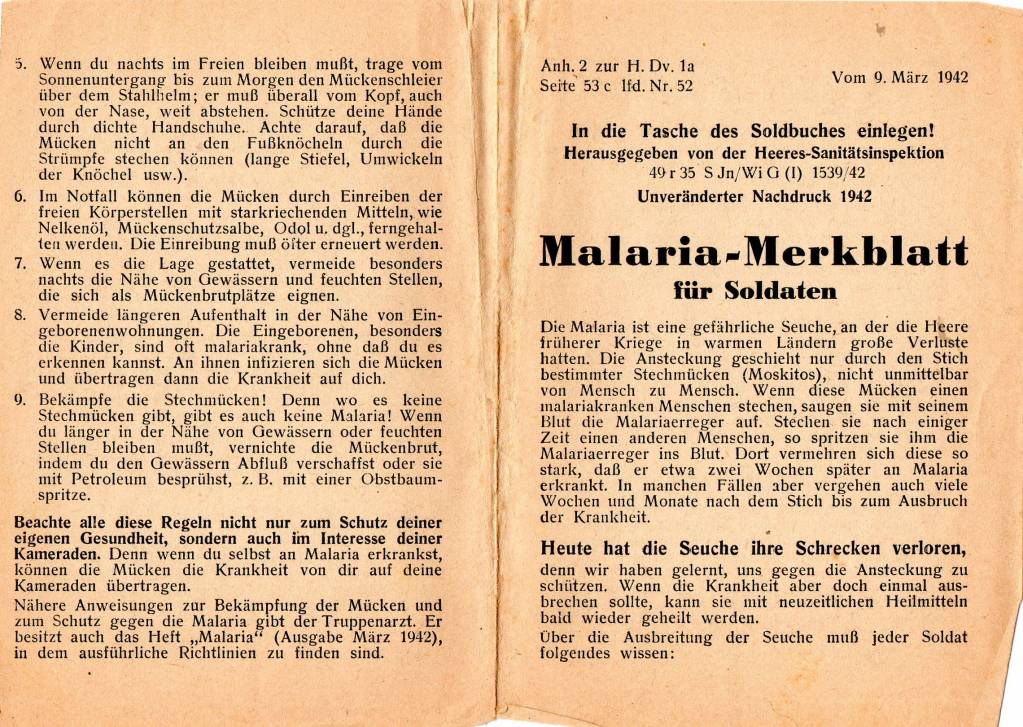 5. Wenn du nachts im Freien bleiben mußt, trage vom
Sonnenuntergang bis zum Morgen den Mückenschleier
über dem Stahlhelm; er muß überall vom Kopf, auch
von der Nase, weit abstehen. Schütze deine Hände
durch dichte Handschuhe. Achte darauf, daß die
Mücken nicht an den Fußknöcheln durch die
Strümpfe stechen können (lange Stiefel, Umwickeln
der Knöchel usw.).
6. Im Notfall können die Mücken durch Einreiben der
freien Körperstellen mit starkriechenden Mitteln, wie
Nelkenöl, Mückenschutzsalbe, Odol u. dgl., ferngehal-
ten werden. Die Einreibung muß öfter erneuert werden.
7. Wenn es die Lage gestattet, vermeide besonders
nachts die Nähe von Gewässern und feuchten Stellen,
die sich als Mückenbrutplätze eignen.
8. Vermeide längeren Aufenthalt in der Nähe von Ein-
geborenenwohnungen. Die Eingeborenen, besonders
die Kinder, sind oft malariakrank, ohne daß du es
erkennen kannst. An ihnen infizieren sich die Mücken
und übertragen dann die Krankheit auf dich.
9. Bekämpfe die Stechmücken! Denn wo es keine
Stechmücken gibt, gibt es auch keine Malaria! Wenn
du länger in der Nähe von Gewässern oder feuchten
Stellen bleiben mußt, vernichte die Mückenbrut,
indem du den Gewässern Abfluß verschaffst oder sie
mit Petroleum besprühst, z. B. mit einer Obstbaum-
spritze.
Beachte alle diese Regeln nicht nur zum Schutz deiner
eigenen Gesundheit, sondern auch im Interesse deiner
Kameraden. Denn wenn du selbst an Malaria erkrankst,
können die Mücken die Krankheit von dir auf deine
Kameraden übertragen.
Nähere Anweisungen zur Bekämpfung der Mücken und
zum Schutz gegen die Malaria gibt der Truppenarzt. Er
besitzt auch das Heft „Malaria“ (Ausgabe März 1942),
in dem ausführliche Richtlinien zu finden sind.
Anh. 2 zur H. Dv. 1a
Seite 53 c lfd. Nr. 52
Vom 9. März 1942
In die Tasche des Soldbuches einlegen!
Herausgegeben von der Heeres-Sanitätsinspektion
49 r 35 S Jn/Wi G (I) 1539/42
Unveränderter Nachdruck 1942
Malaria-Merkblatt
für Soldaten
Die Malaria ist eine gefährliche Seuche, an der die Heere
früherer Kriege in warmen Ländern große Verluste
hatten. Die Ansteckung geschieht nur durch den Stich
bestimmter Stechmücken (Moskitos), nicht unmittelbar
von Mensch zu Mensch. Wenn diese Mücken einen
malariakranken Menschen stechen, saugen sie mit seinem
Blut die Malariaerreger auf. Stechen sie nach einiger
Zeit einen anderen Menschen, so spritzen sie ihm die
Malariaerreger ins Blut. Dort vermehren sich diese so
stark, daß er etwa zwei Wochen später an Malaria
erkrankt. In manchen Fällen aber vergehen auch viele
Wochen und Monate nach dem Stich bis zum Ausbruch
der Krankheit.
Heute hat die Seuche ihre Schrecken verloren,
denn wir haben gelernt, uns gegen die Ansteckung zu
schützen. Wenn die Krankheit aber doch einmal aus-
brechen sollte, kann sie mit neuzeitlichen Heilmitteln
bald wieder geheilt werden.
Über die Ausbreitung der Seuche muß jeder Soldat
folgendes wissen: